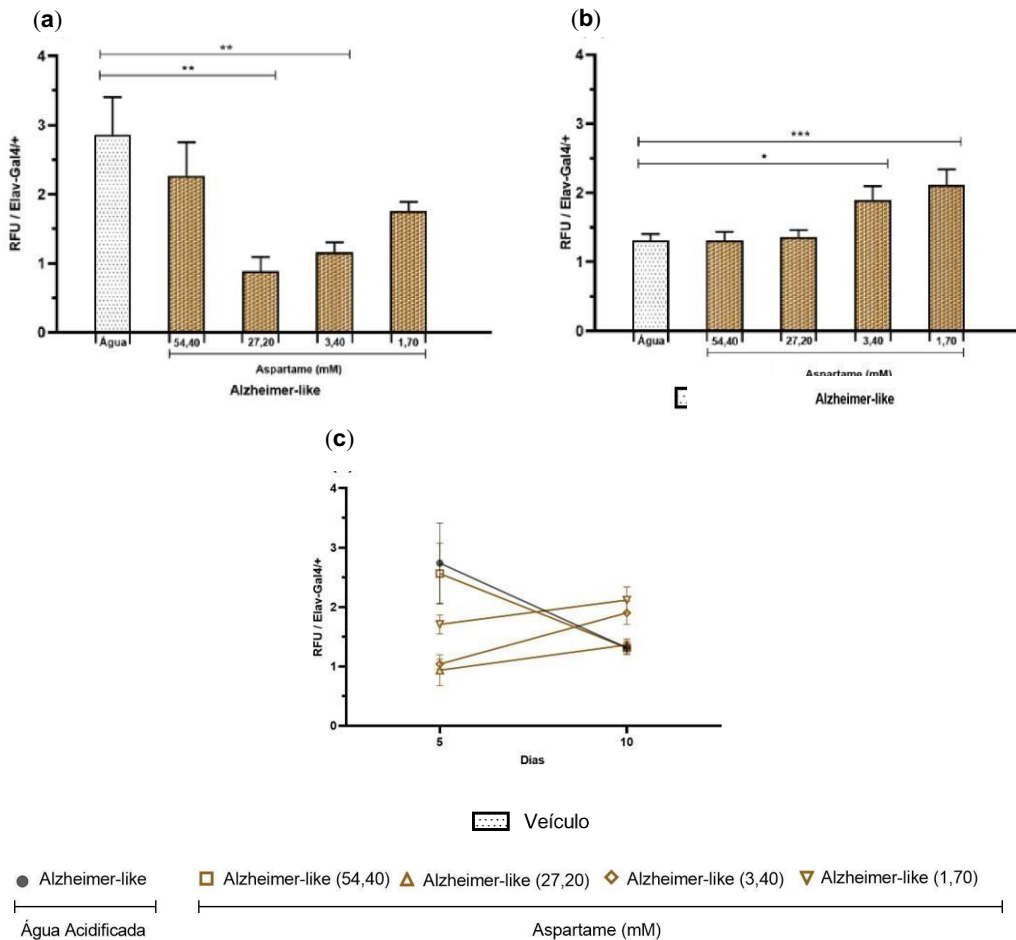 (a)
**
**
4
3
2
1
0
RFU / Elav-Gal4/+
Água
54,40
27,20
3,40
1,70
Aspartame (mM)
Alzheimer-like
(b)
***
*
4
3
2
1
0
RFU / Elav-Gal4/+
Água
54,40
27,20
3,40
1,70
Aspartame (mM)
Alzheimer-like
(c)
4
3
2
1
0
RFU / Elav-Gal4/+
5
10
Dias
Veículo
Alzheimer-like
Alzheimer-like (54,40)
Alzheimer-like (27,20)
Alzheimer-like (3,40)
Alzheimer-like (1,70)
Água Acidificada
Aspartame (mM)